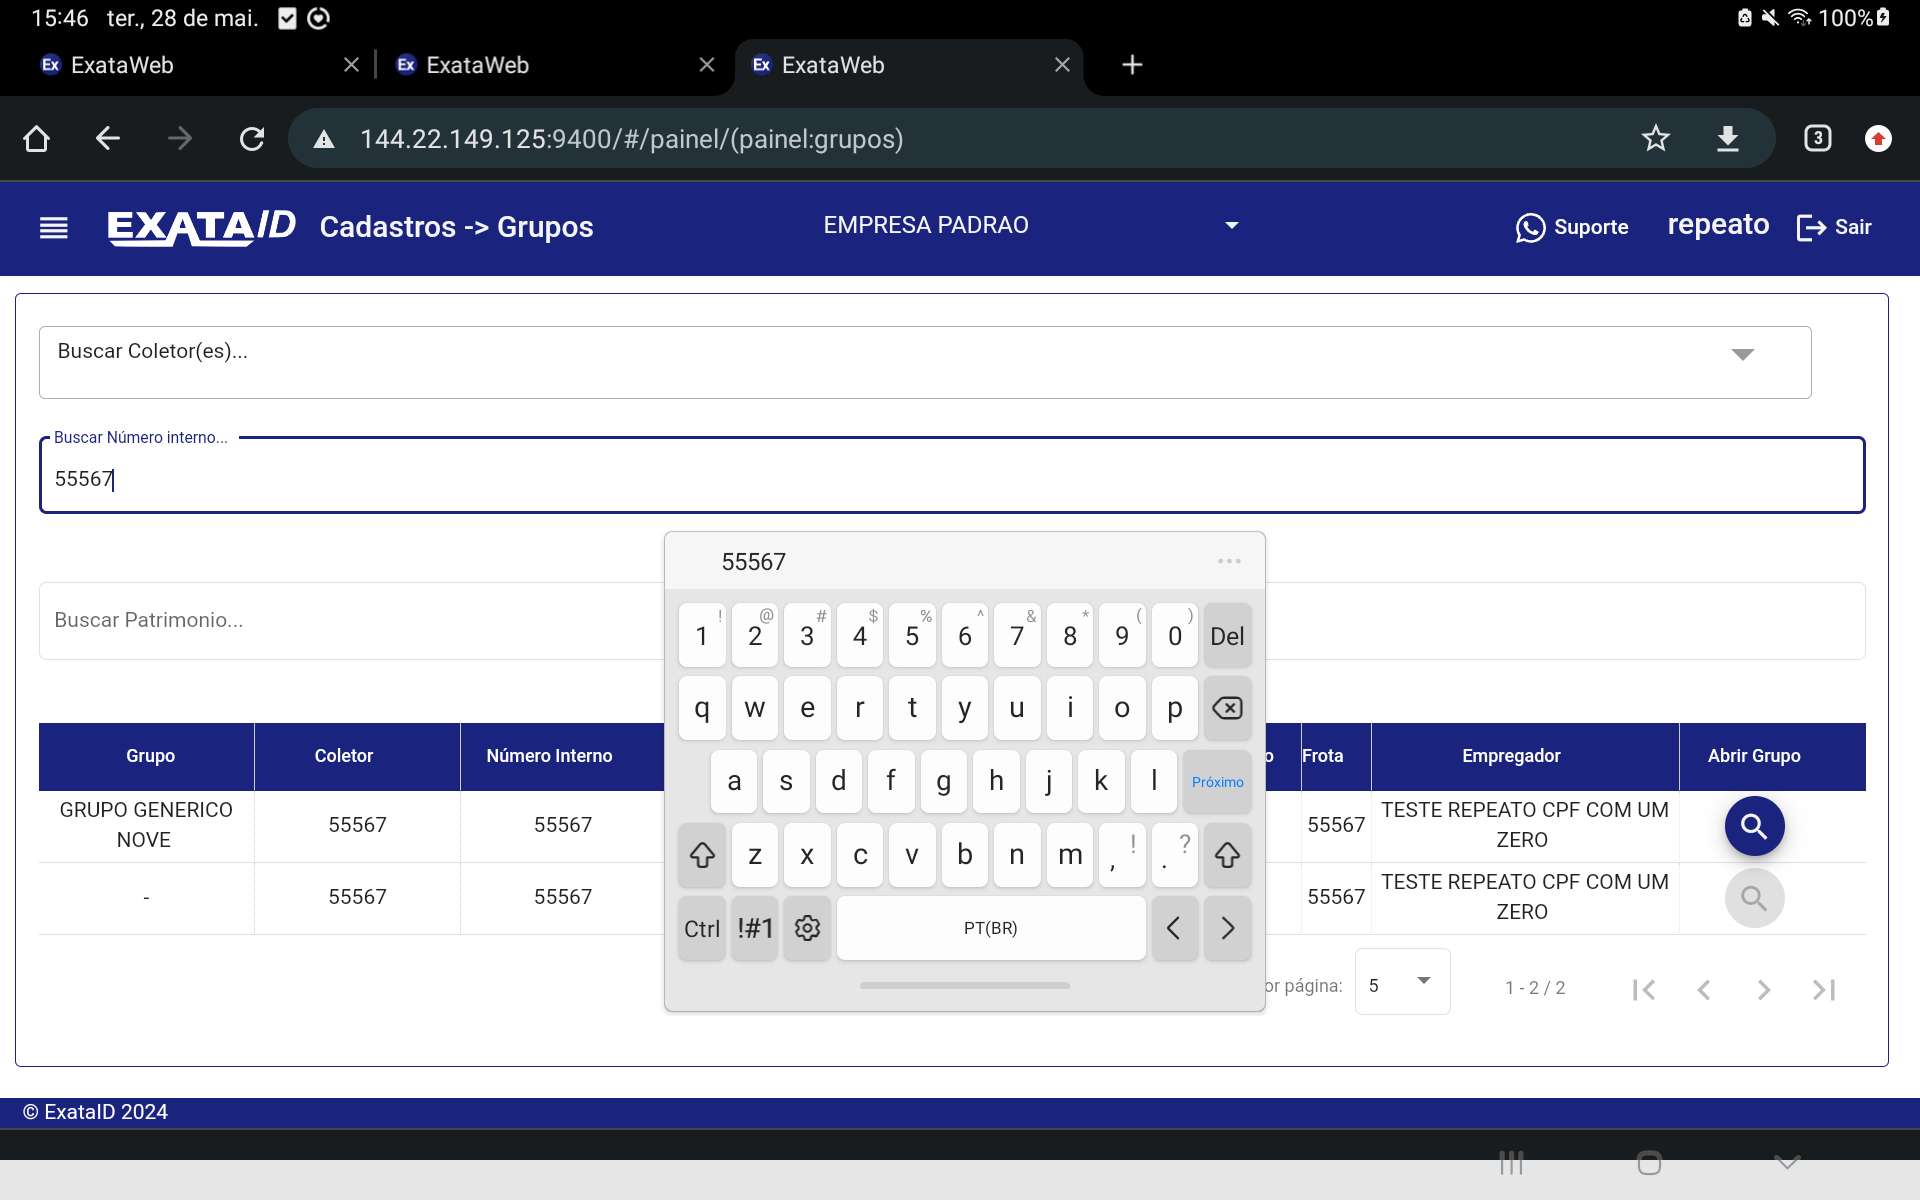 15:46 ter., 28 de mai. 100%
Ex ExataWeb Ex ExataWeb Ex ExataWeb
144.22.149.125:9400/#/painel/(painel:grupos) 3
EXATAID Cadastros -> Grupos EMPRESA PADRAO Suporte repeato Sair
Buscar Coletor(es)...
Buscar Número interno...
55567
55567
Buscar Patrimonio...
! @ # $ % ^ & * ( )
1 2 3 4 5 6 7 8 9 0 Del
q w e r t y u i o p
a s d f g h j k l Próximo
z x c v b n m , ! . ?
Ctrl !#1 PT(BR) < >
Grupo Coletor Número Interno o Frota Empregador Abrir Grupo
GRUPO GENERICO NOVE 55567 55567 55567 TESTE REPEATO CPF COM UM ZERO
- 55567 55567 55567 TESTE REPEATO CPF COM UM ZERO
or página: 5 1 - 2 / 2
© ExataID 2024